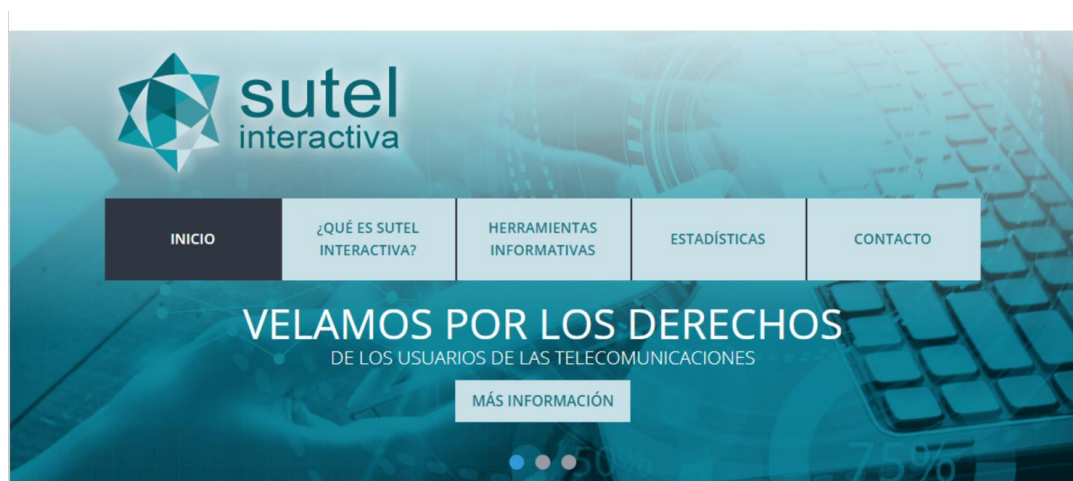 sutel
interactiva
INICIO
¿QUÉ ES SUTEL
INTERACTIVA?
HERRAMIENTAS
INFORMATIVAS
ESTADÍSTICAS
CONTACTO
VELAMOS POR LOS DERECHOS
DE LOS USUARIOS DE LAS TELECOMUNICACIONES
MÁS INFORMACIÓN
50%
75%